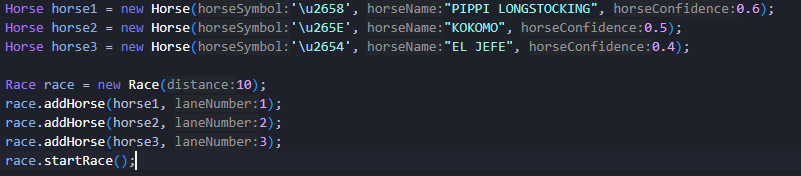 Horse horse1 = new Horse(horseSymbol:'\u2658', horseName:"PIPPI LONGSTOCKING", horseConfidence:0.6);
Horse horse2 = new Horse(horseSymbol:'\u265E', horseName:"KOKOMO", horseConfidence:0.5);
Horse horse3 = new Horse(horseSymbol:'\u2654', horseName:"EL JEFE", horseConfidence:0.4);
Race race = new Race(distance:10);
race.addHorse(horse1, laneNumber:1);
race.addHorse(horse2, laneNumber:2);
race.addHorse(horse3, laneNumber:3);
race.startRace();